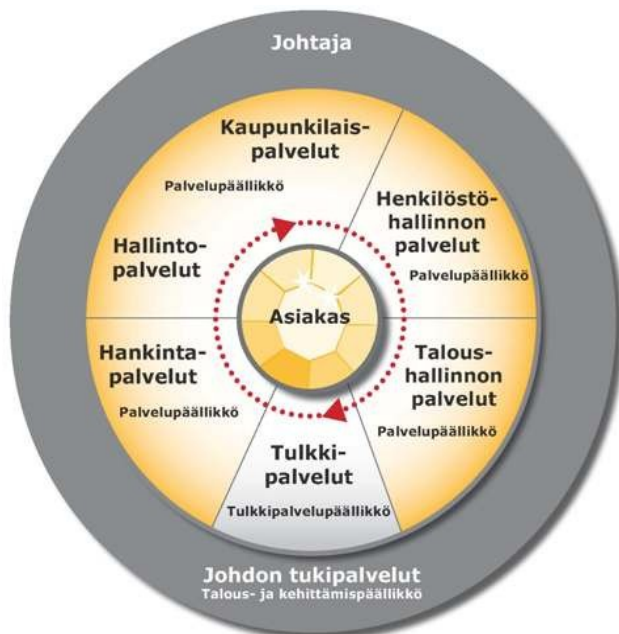 Johtaja
Kaupunkilais-
palvelut
Palvelupäällikkö
Henkilöstö-
hallinnon
palvelut
Palvelupäällikkö
Hallinto-
palvelut
Asiakas
Hankinta-
palvelut
Palvelupäällikkö
Talous-
hallinnon
palvelut
Palvelupäällikkö
Tulkki-
palvelut
Tulkkipalvelupäällikkö
Johdon tukipalvelut
Talous- ja kehittämispäällikkö